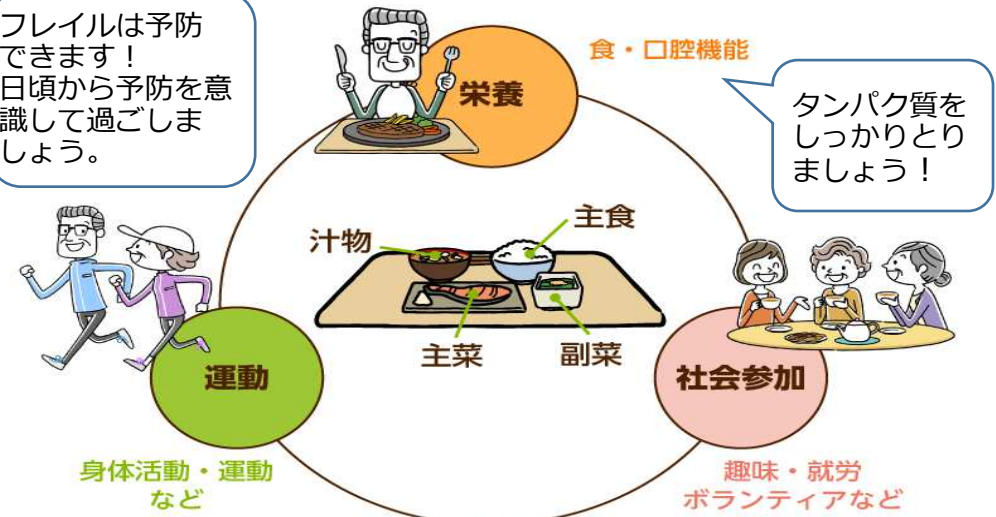 フレイルは予防
できます！
日頃から予防を意
識して過ごしま
しょう。
栄養
食・口腔機能
タンパク質を
しっかりとり
ましょう！
汁物
主食
主菜
副菜
運動
身体活動・運動
など
社会参加
趣味・就労
ボランティアなど